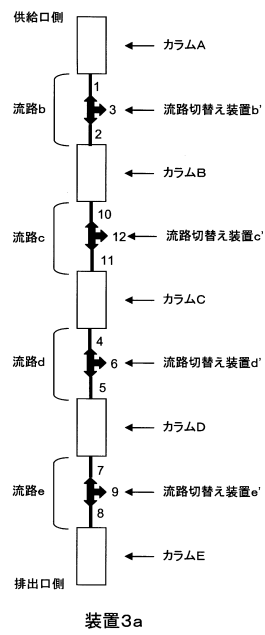 供給口側
カラムA
流路b
1
3
流路切替え装置b'
2
カラムB
流路c
10
12
流路切替え装置c'
11
カラムC
流路d
4
6
流路切替え装置d'
5
カラムD
流路e
7
9
流路切替え装置e'
8
カラムE
排出口側
装置3a